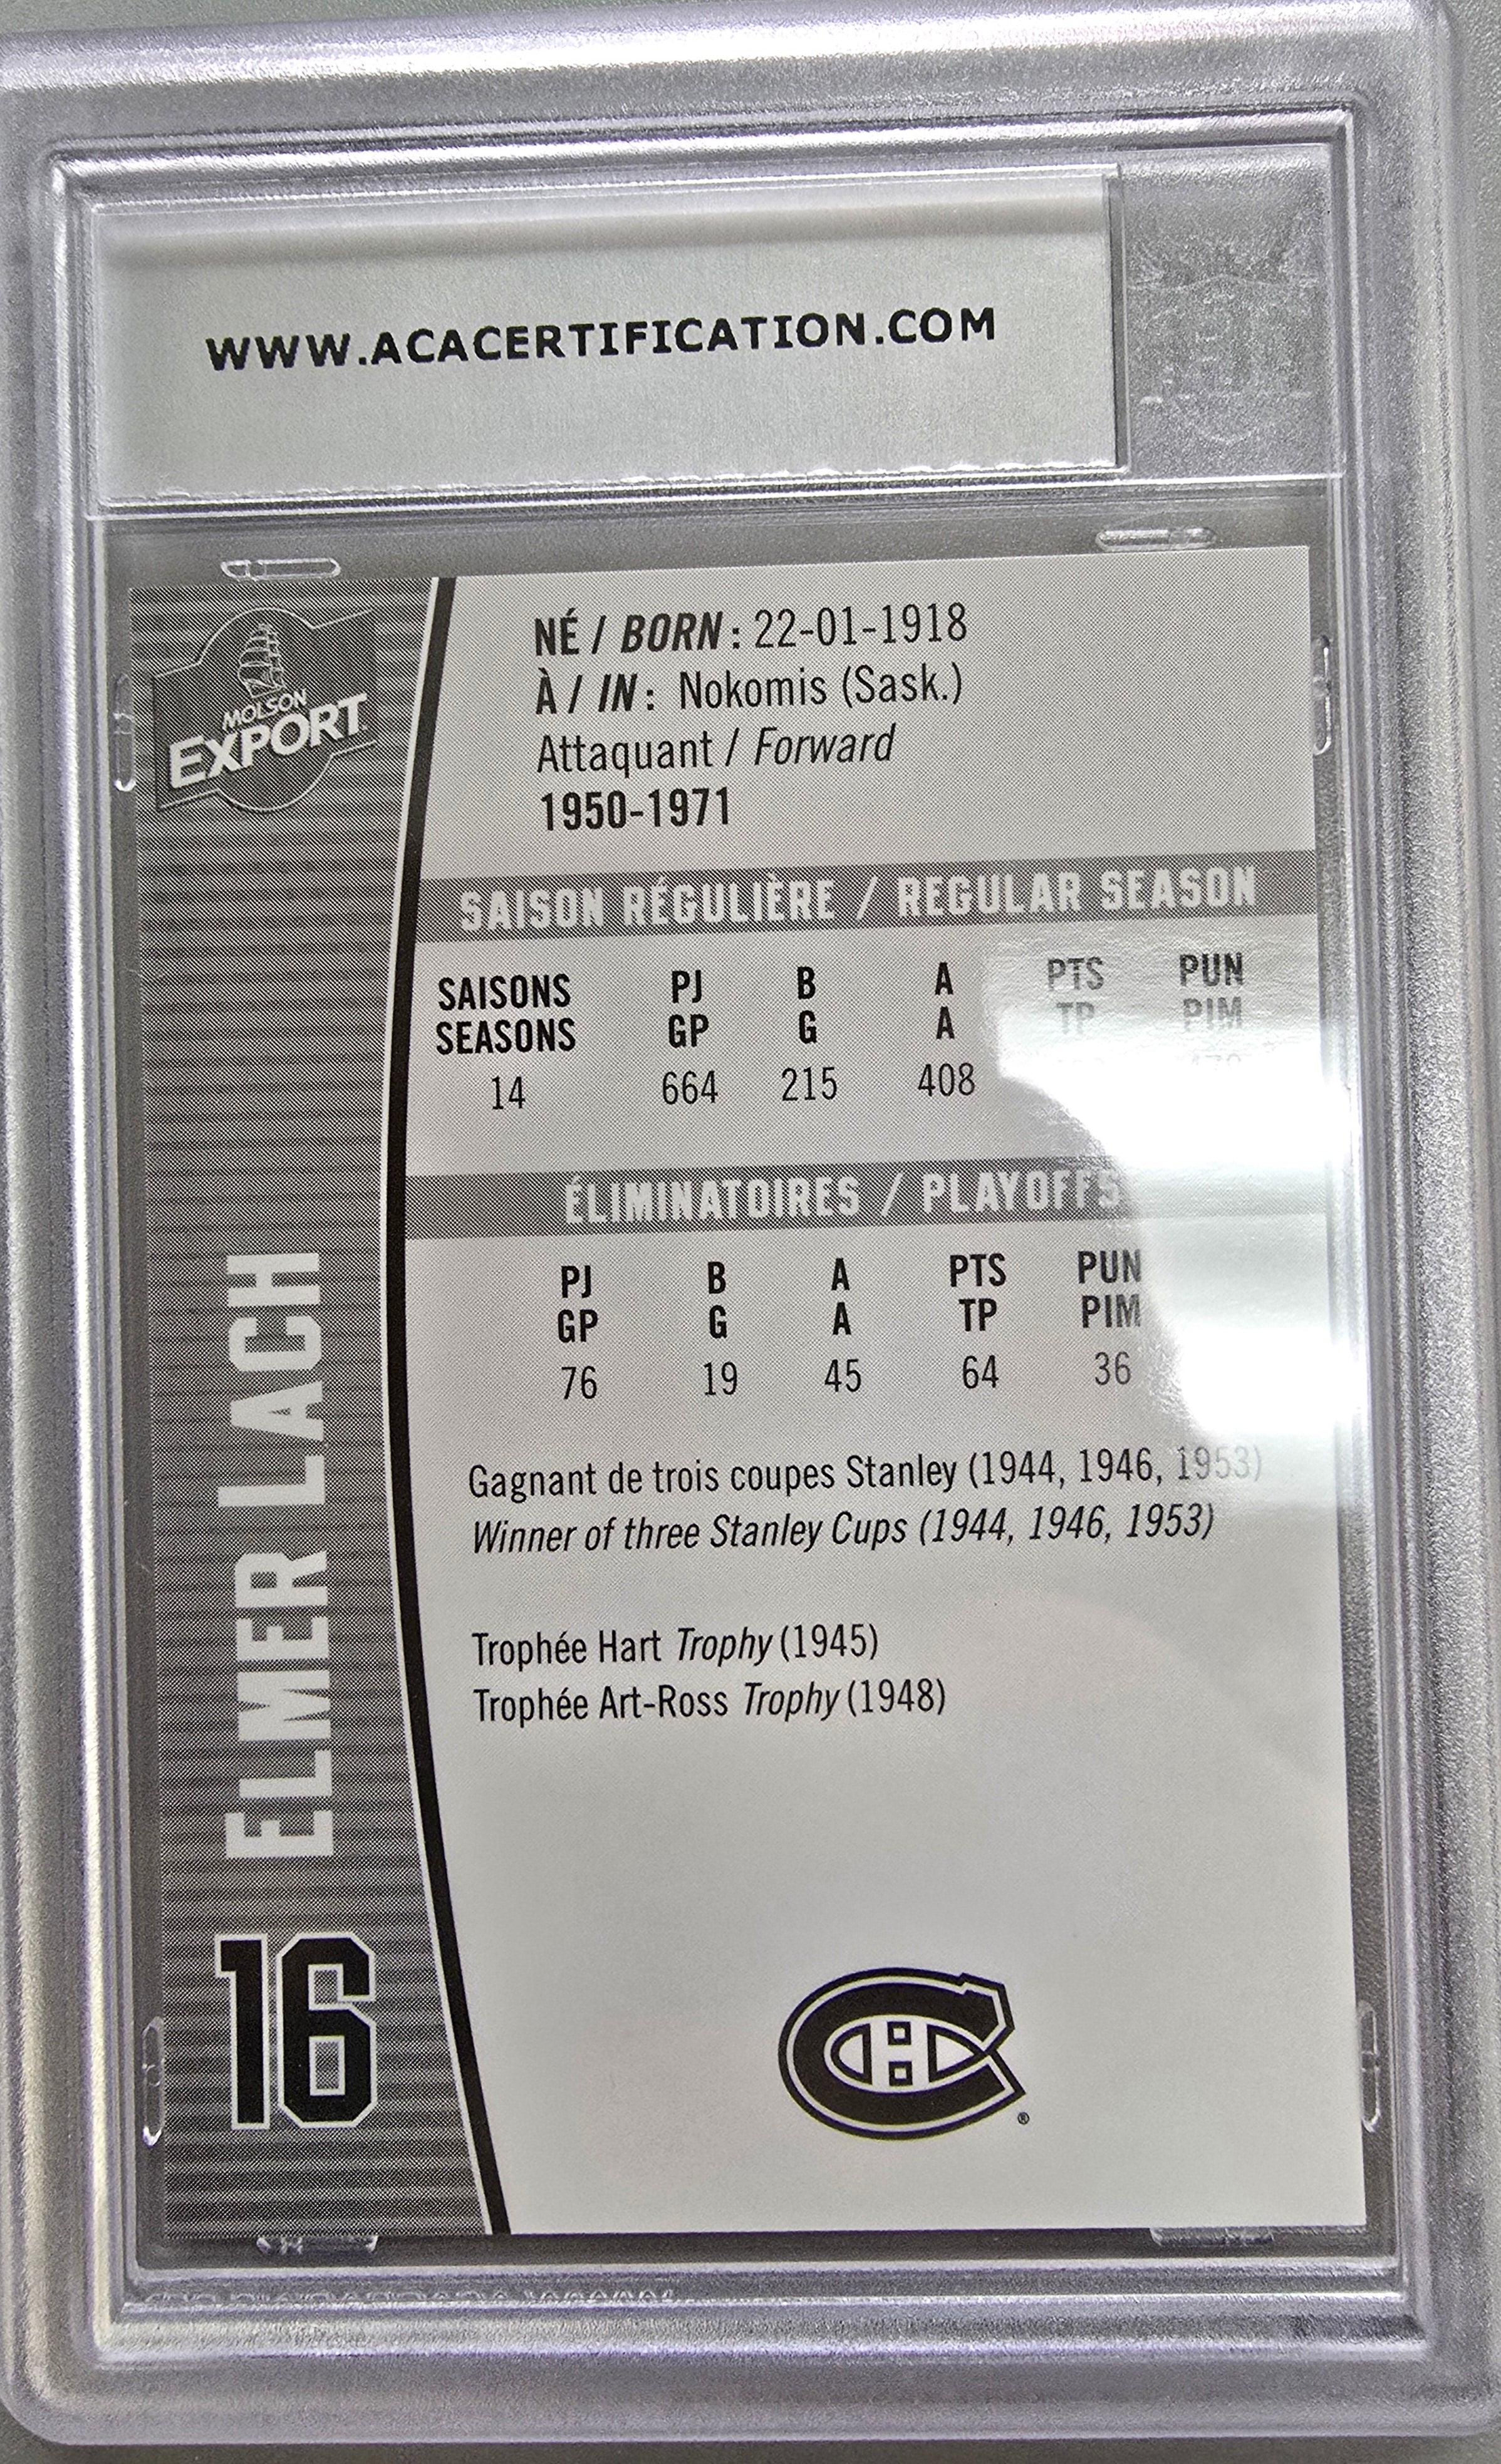 WWW.ACACERTIFICATION.COM
MOLSON
EXPORT
NÉ / BORN : 22-01-1918
À / IN : Nokomis (Sask.)
Attaquant / Forward
1950-1971
SAISON RÉGULIÈRE / REGULAR SEASON
SAISONS PJ B A PTS PUN
SEASONS GP G A TP PIM
14 664 215 408
ÉLIMINATOIRES / PLAYOFFS
PJ B A PTS PUN
GP G A TP PIM
76 19 45 64 36
Gagnant de trois coupes Stanley (1944, 1946, 1953)
Winner of three Stanley Cups (1944, 1946, 1953)
Trophée Hart Trophy (1945)
Trophée Art-Ross Trophy (1948)
ELMER LACH
16
CH
®